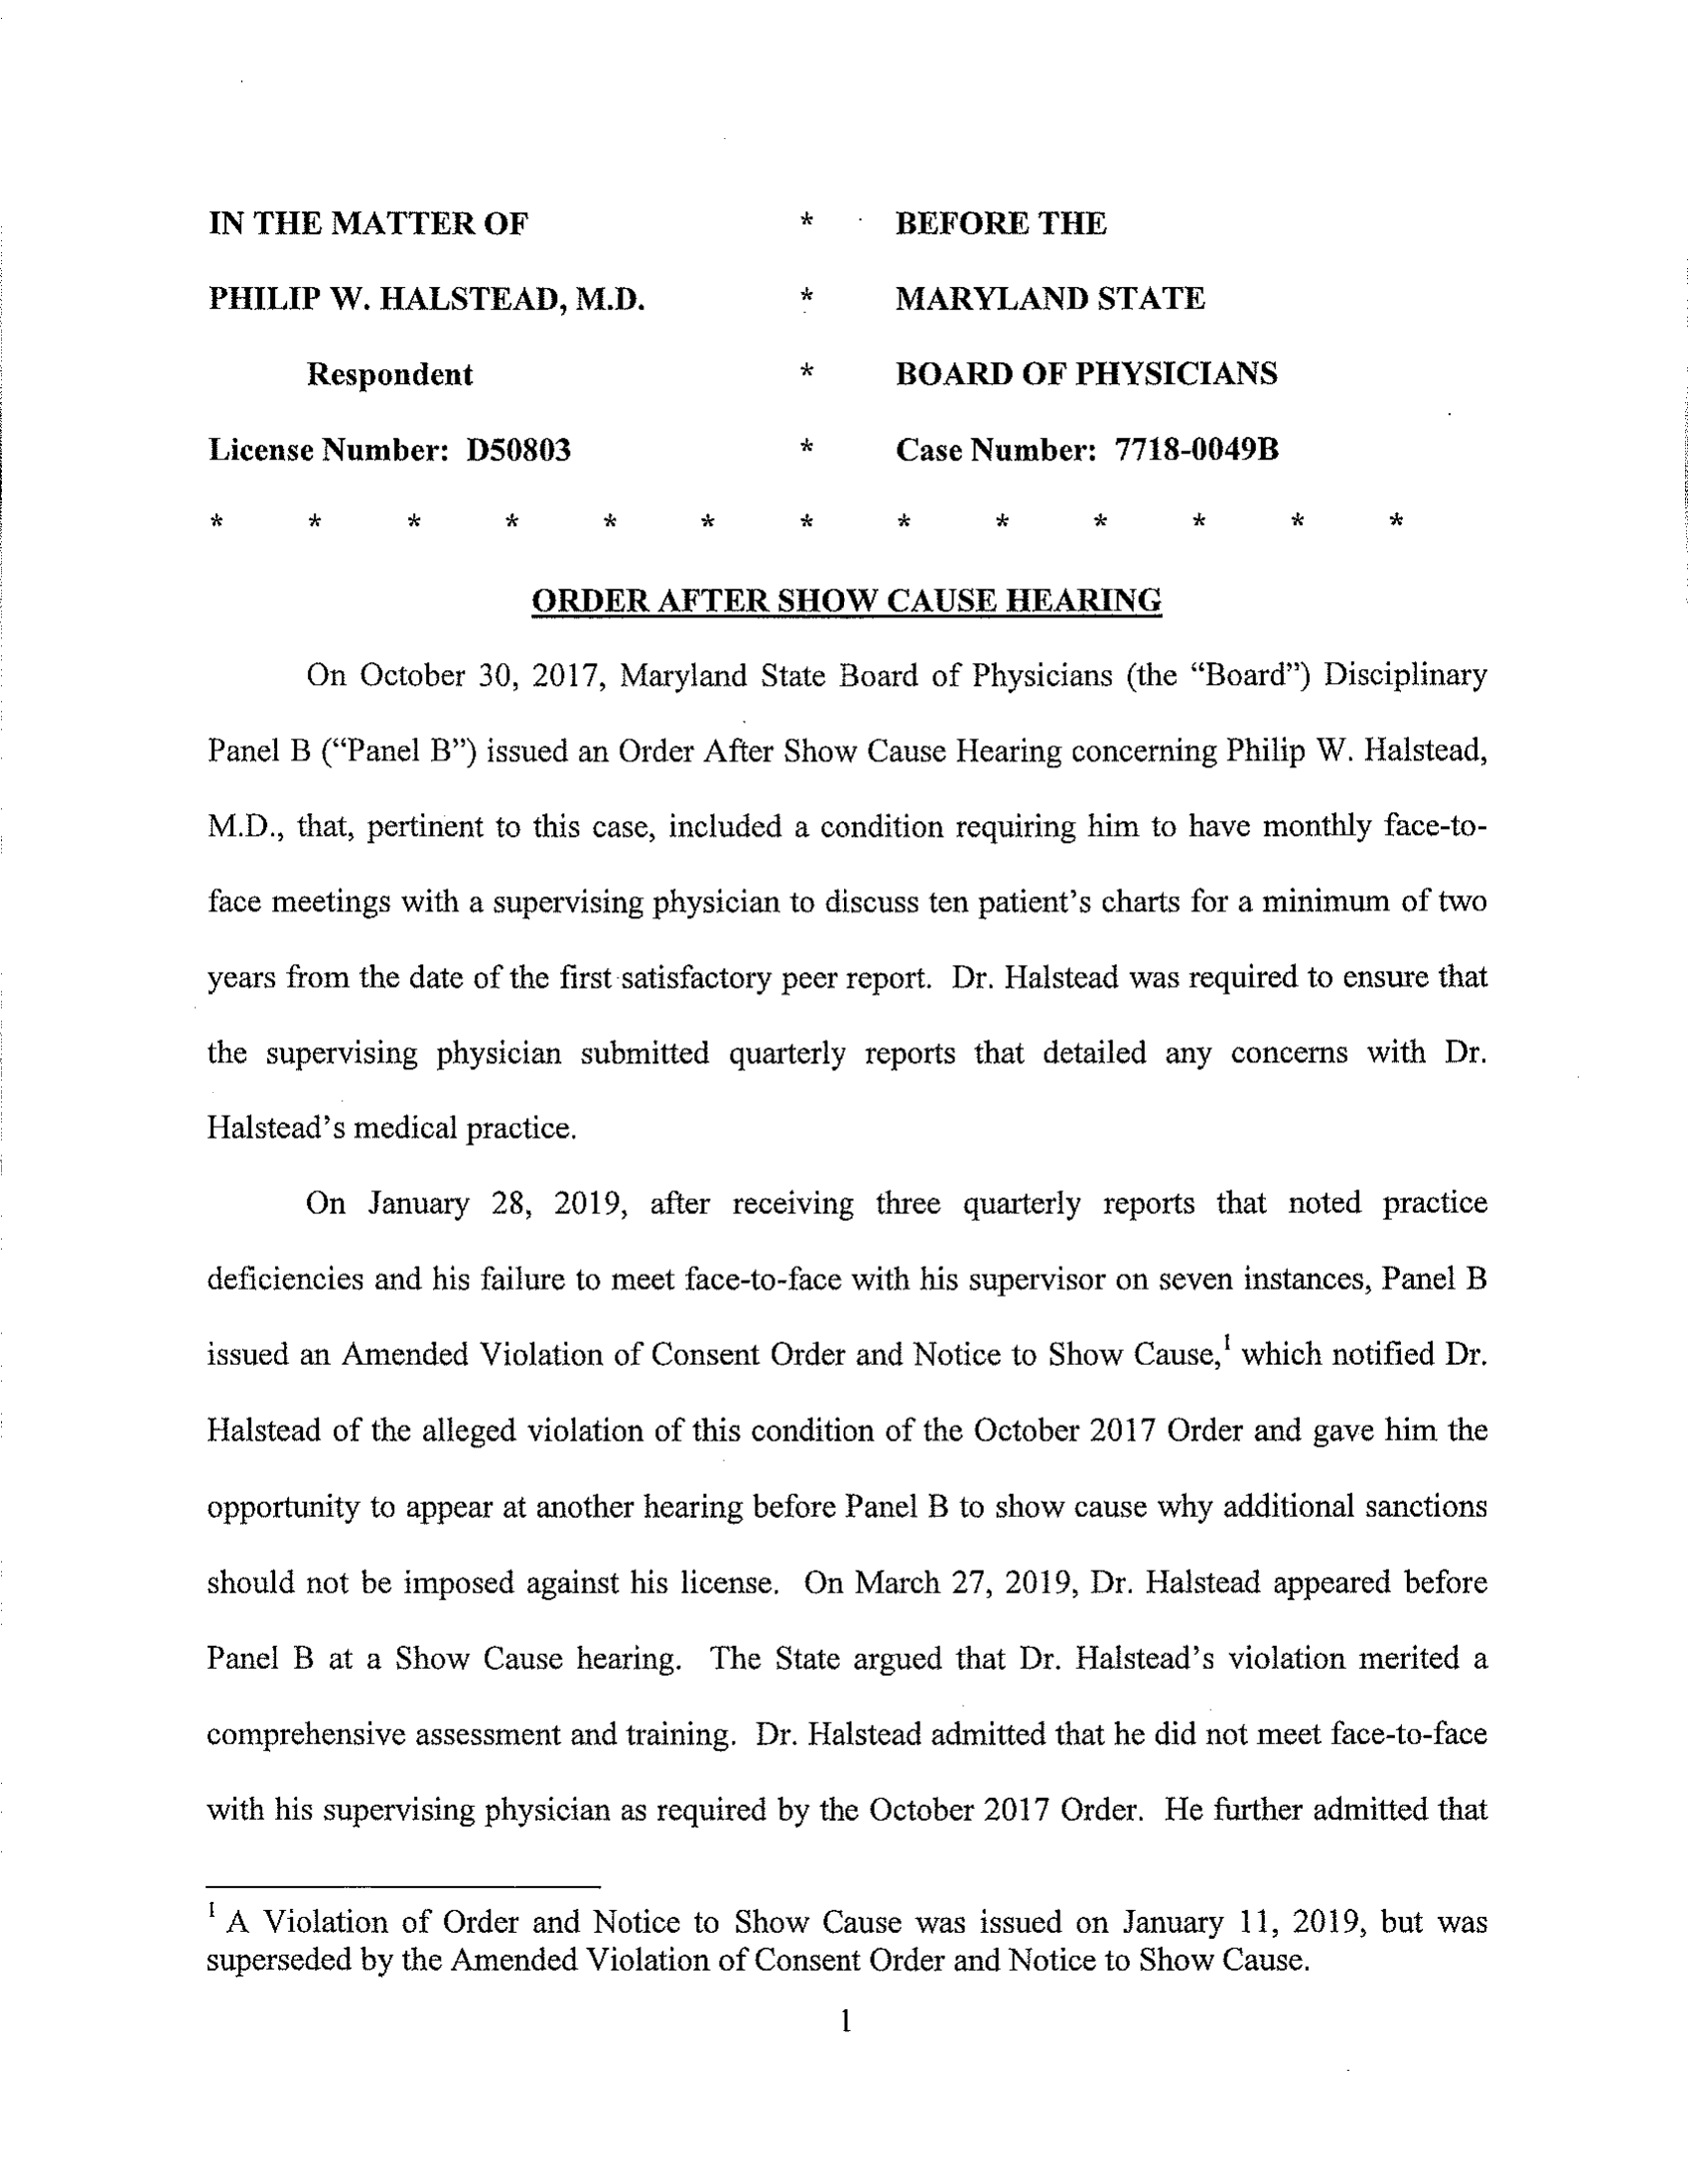 IN THE MATTER OF * BEFORE THE
PHILIP W. HALSTEAD, M.D. * MARYLAND STATE
Respondent * BOARD OF PHYSICIANS
License Number: D50803 * Case Number: 7718-0049B
* * * * * * * * * * * * *
ORDER AFTER SHOW CAUSE HEARING
On October 30, 2017, Maryland State Board of Physicians (the “Board”) Disciplinary
Panel B (“Panel B”) issued an Order After Show Cause Hearing concerning Philip W. Halstead,
M.D., that, pertinent to this case, included a condition requiring him to have monthly face-to-
face meetings with a supervising physician to discuss ten patient’s charts for a minimum of two
years from the date of the first satisfactory peer report. Dr. Halstead was required to ensure that
the supervising physician submitted quarterly reports that detailed any concerns with Dr.
Halstead’s medical practice.
On January 28, 2019, after receiving three quarterly reports that noted practice
deficiencies and his failure to meet face-to-face with his supervisor on seven instances, Panel B
issued an Amended Violation of Consent Order and Notice to Show Cause,1 which notified Dr.
Halstead of the alleged violation of this condition of the October 2017 Order and gave him the
opportunity to appear at another hearing before Panel B to show cause why additional sanctions
should not be imposed against his license. On March 27, 2019, Dr. Halstead appeared before
Panel B at a Show Cause hearing. The State argued that Dr. Halstead’s violation merited a
comprehensive assessment and training. Dr. Halstead admitted that he did not meet face-to-face
with his supervising physician as required by the October 2017 Order. He further admitted that
1 A Violation of Order and Notice to Show Cause was issued on January 11, 2019, but was
superseded by the Amended Violation of Consent Order and Notice to Show Cause.
1